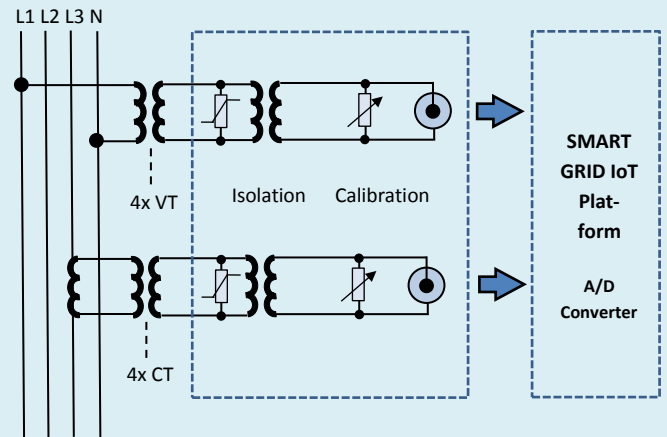 L1 L2 L3 N
4x VT
Isolation Calibration
4x CT
SMART
GRID IoT
Plat-
form
A/D
Converter